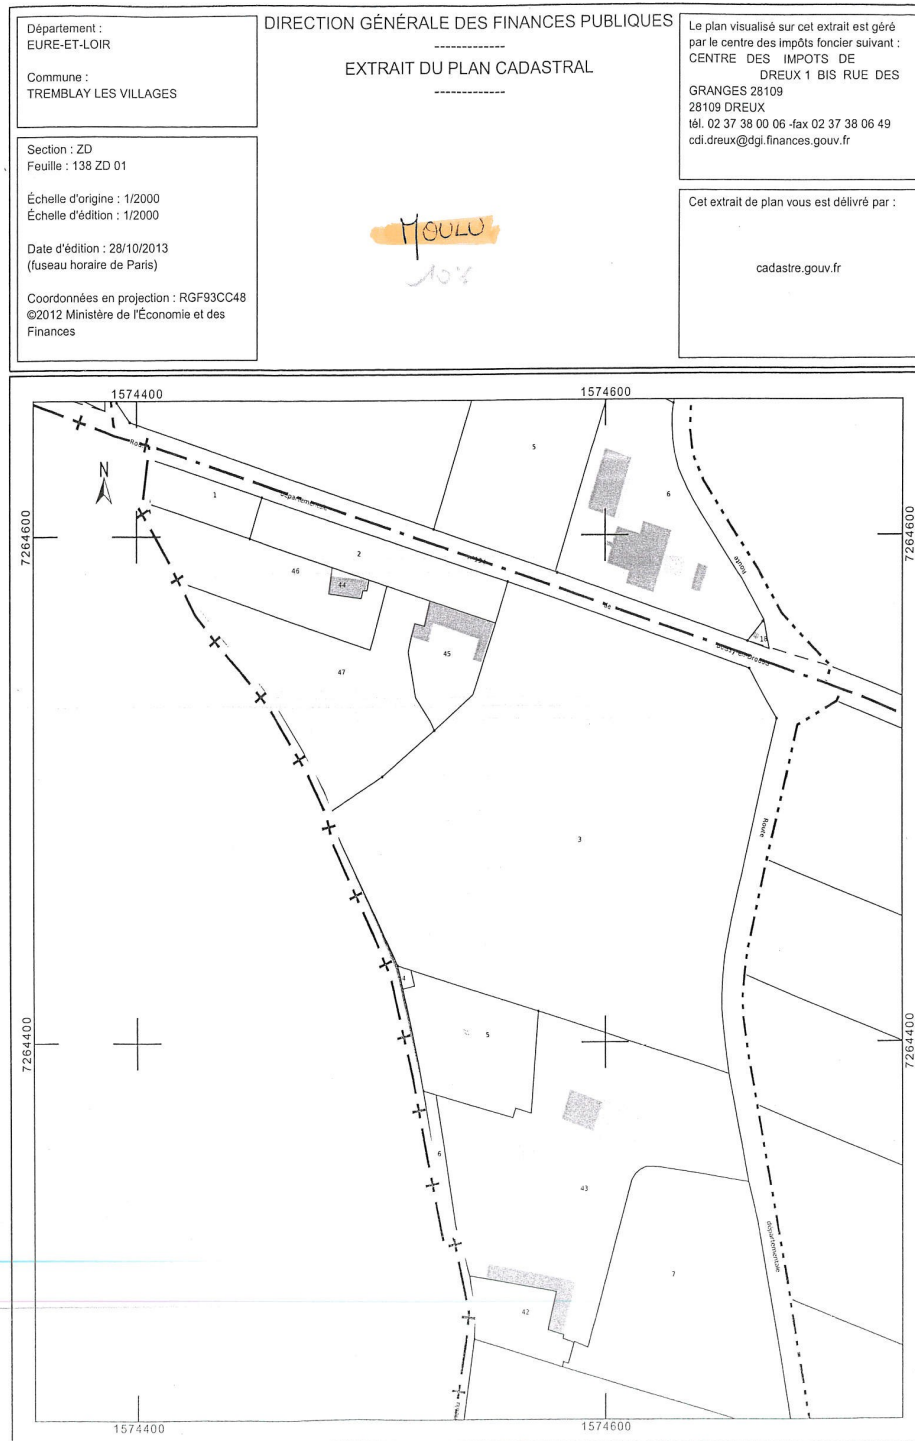 Département :
EURE-ET-LOIR
Commune :
TREMBLAY LES VILLAGES
Section : ZD
Feuille : 138 ZD 01
Échelle d'origine : 1/2000
Échelle d'édition : 1/2000
Date d'édition : 28/10/2013
(fuseau horaire de Paris)
Coordonnées en projection : RGF93CC48
©2012 Ministère de l'Économie et des
Finances
DIRECTION GÉNÉRALE DES FINANCES PUBLIQUES
-------------
EXTRAIT DU PLAN CADASTRAL
-------------
MOULU
Le plan visualisé sur cet extrait est géré
par le centre des impôts foncier suivant :
CENTRE DES IMPOTS DE
DREUX 1 BIS RUE DES
GRANGES 28109
28109 DREUX
tél. 02 37 38 00 06 -fax 02 37 38 06 49
cdi.dreux@dgi.finances.gouv.fr
Cet extrait de plan vous est délivré par :
cadastre.gouv.fr
1574400
1574600
N
7264600
7264600
5
6
1
Départementale
2
Route
46
44
de
18
45
47
3
Route
4
5
7264400
7264400
6
43
départementale
7
42
1574400
1574600